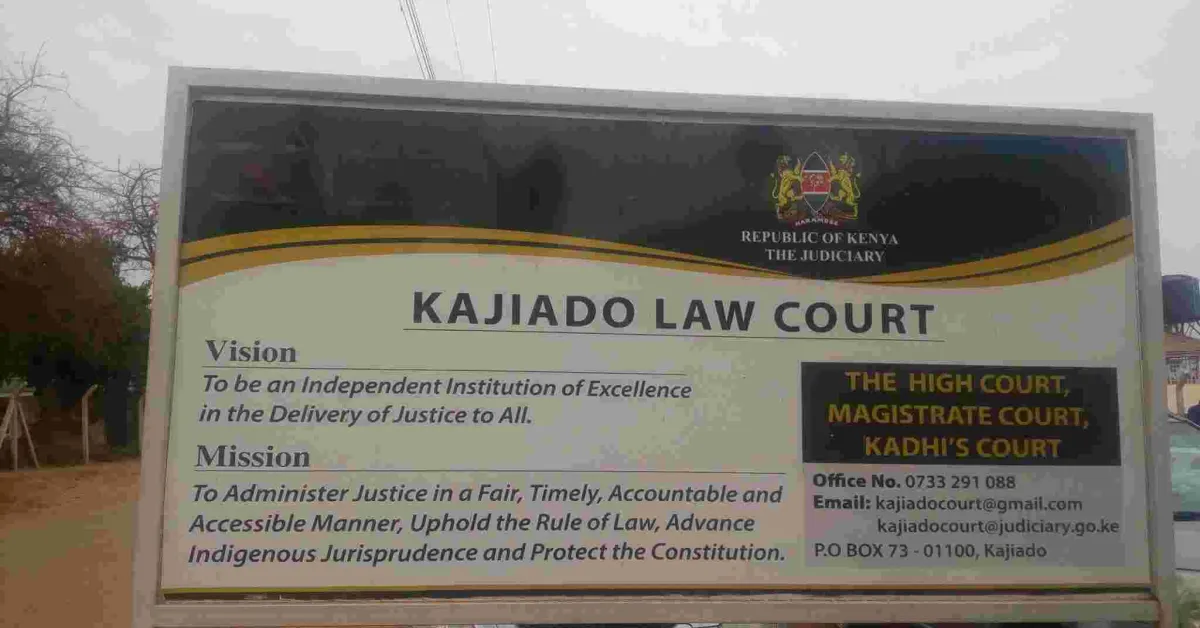 HARAMBEE
REPUBLIC OF KENYA
THE JUDICIARY
KAJIADO LAW COURT
Vision
To be an Independent Institution of Excellence
in the Delivery of Justice to All.
Mission
To Administer Justice in a Fair, Timely, Accountable and
Accessible Manner, Uphold the Rule of Law, Advance
Indigenous Jurisprudence and Protect the Constitution.
THE HIGH COURT,
MAGISTRATE COURT,
KADHI'S COURT
Office No. 0733 291 088
Email: kajiadocourt@gmail.com
kajiadocourt@judiciary.go.ke
P.O BOX 73 - 01100, Kajiado